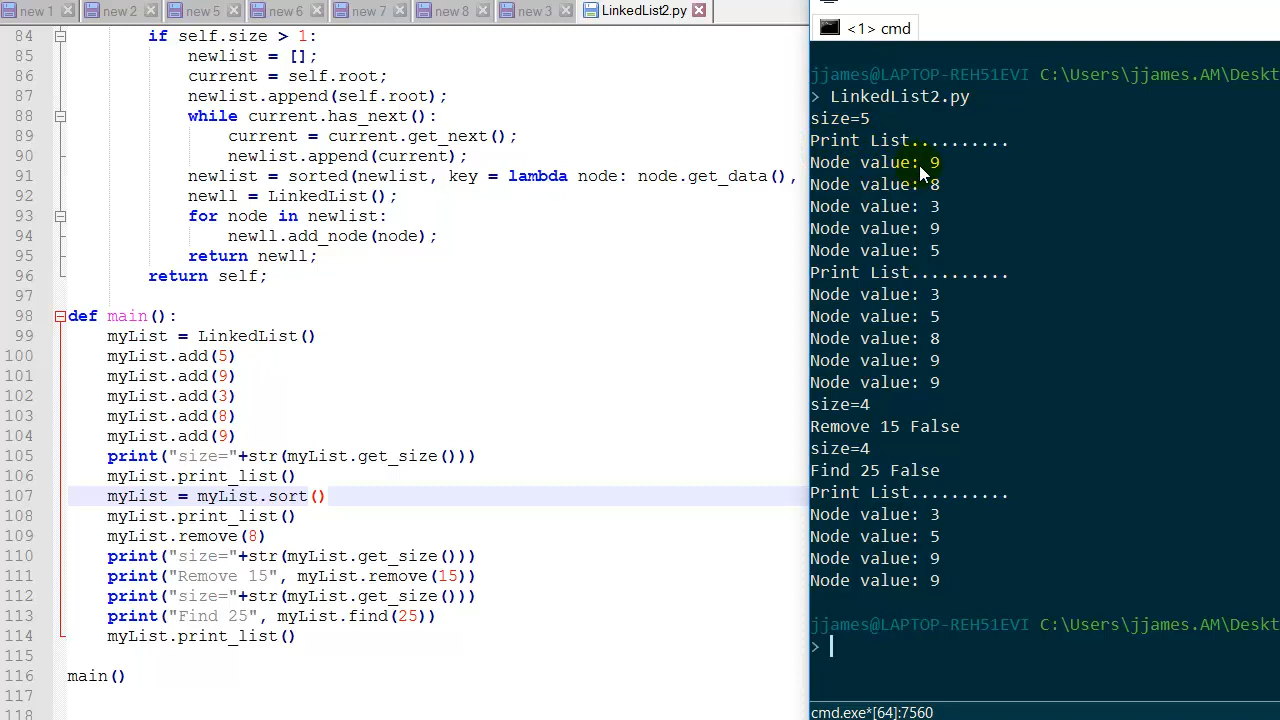 new 1 new 2 new 5 new 6 new 7 new 8 new 3 LinkedList2.py
84 if self.size > 1:
85 newlist = [];
86 current = self.root;
87 newlist.append(self.root);
88 while current.has_next():
89 current = current.get_next();
90 newlist.append(current);
91 newlist = sorted(newlist, key = lambda node: node.get_data(),
92 newll = LinkedList();
93 for node in newlist:
94 newll.add_node(node);
95 return newll;
96 return self;
97
98 def main():
99 myList = LinkedList()
100 myList.add(5)
101 myList.add(9)
102 myList.add(3)
103 myList.add(8)
104 myList.add(9)
105 print("size="+str(myList.get_size()))
106 myList.print_list()
107 myList = myList.sort()
108 myList.print_list()
109 myList.remove(8)
110 print("size="+str(myList.get_size()))
111 print("Remove 15", myList.remove(15))
112 print("size="+str(myList.get_size()))
113 print("Find 25", myList.find(25))
114 myList.print_list()
115
116 main()
117
118
<1> cmd
jjames@LAPTOP-REH51EVI C:\Users\jjames.AM\Deskt
> LinkedList2.py
size=5
Print List..........
Node value: 9
Node value: 8
Node value: 3
Node value: 9
Node value: 5
Print List..........
Node value: 3
Node value: 5
Node value: 8
Node value: 9
Node value: 9
size=4
Remove 15 False
size=4
Find 25 False
Print List..........
Node value: 3
Node value: 5
Node value: 9
Node value: 9
jjames@LAPTOP-REH51EVI C:\Users\jjames.AM\Deskt
>
cmd.exe*[64]:7560